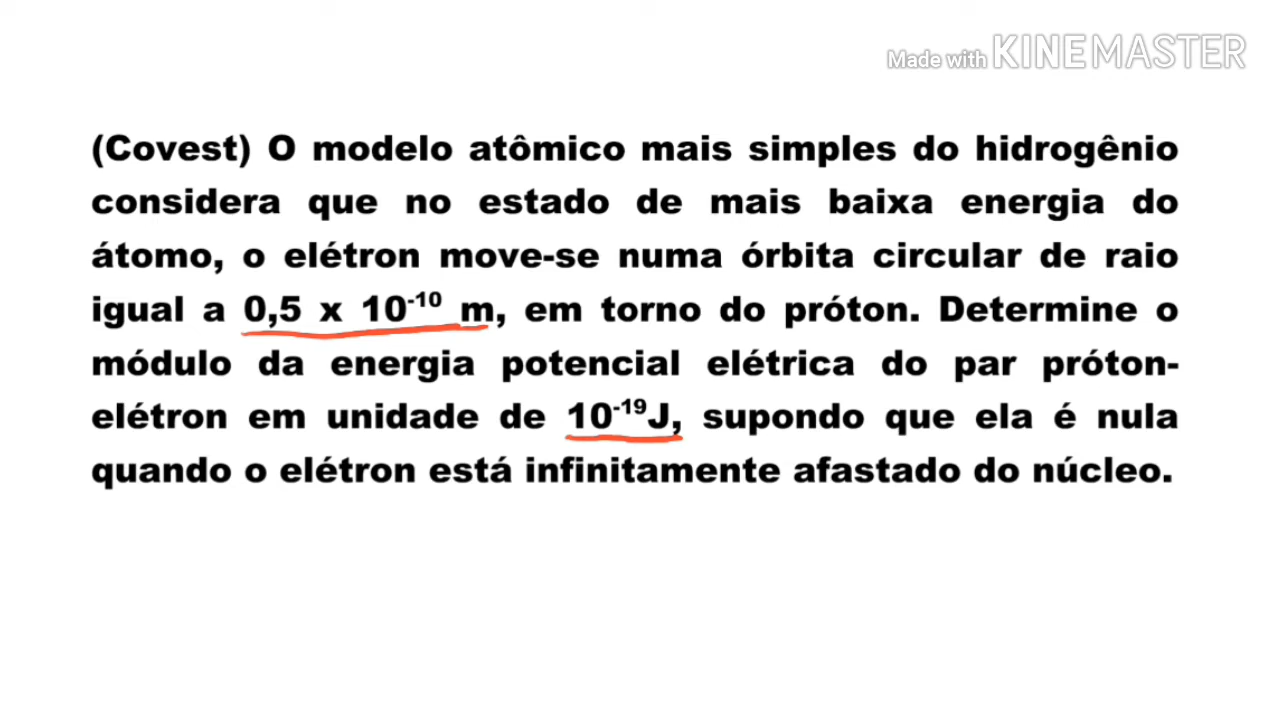 Made with KINEMASTER
(Covest) O modelo atômico mais simples do hidrogênio
considera que no estado de mais baixa energia do
átomo, o elétron move-se numa órbita circular de raio
igual a 0,5 x 10⁻¹⁰ m, em torno do próton. Determine o
módulo da energia potencial elétrica do par próton-
elétron em unidade de 10⁻¹⁹J, supondo que ela é nula
quando o elétron está infinitamente afastado do núcleo.